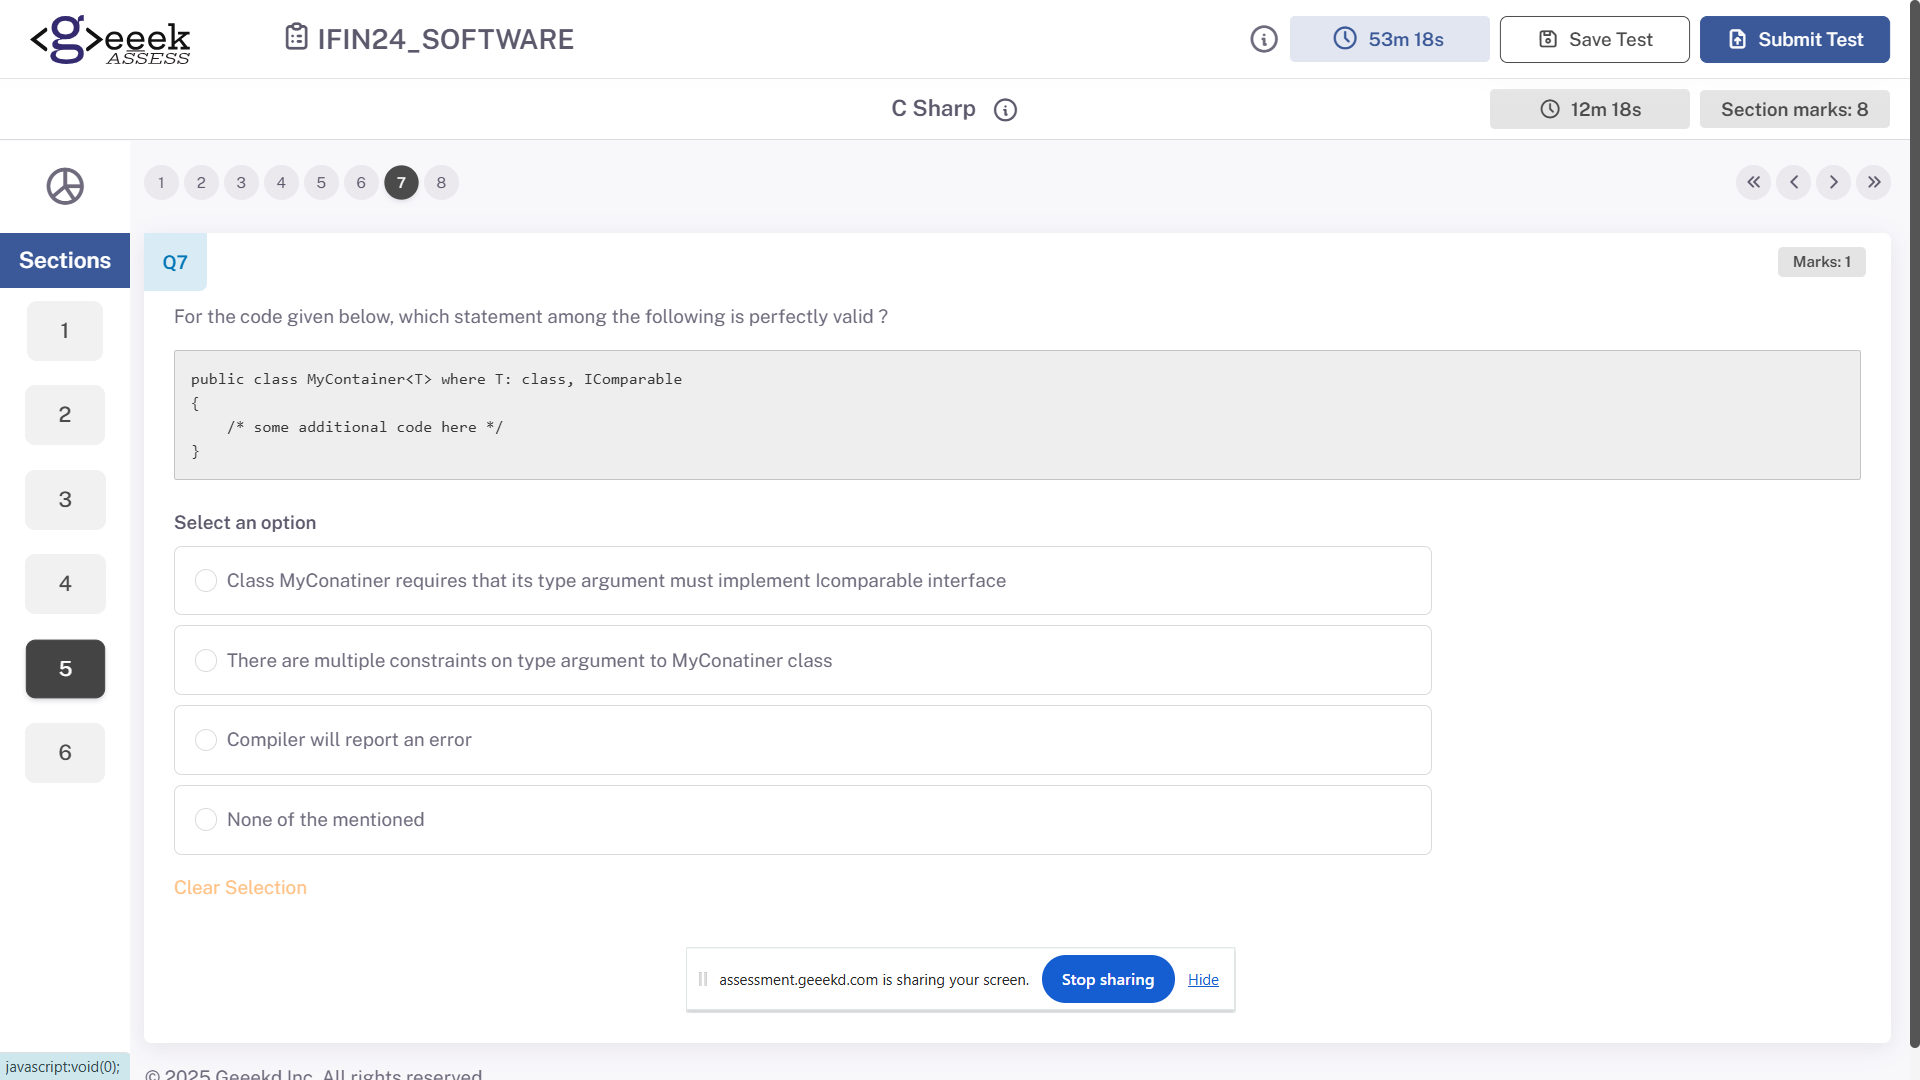 <g>eeek
ASSESS
IFIN24_SOFTWARE
53m 18s
Save Test
Submit Test
C Sharp
12m 18s
Section marks: 8
1 2 3 4 5 6 7 8
Sections
1
2
3
4
5
6
Q7
Marks: 1
For the code given below, which statement among the following is perfectly valid ?
public class MyContainer<T> where T: class, IComparable
{
/* some additional code here */
}
Select an option
Class MyConatiner requires that its type argument must implement Icomparable interface
There are multiple constraints on type argument to MyConatiner class
Compiler will report an error
None of the mentioned
Clear Selection
assessment.geeekd.com is sharing your screen.
Stop sharing
Hide
javascript:void(0);
© 2025 Geeekd Inc. All rights reserved